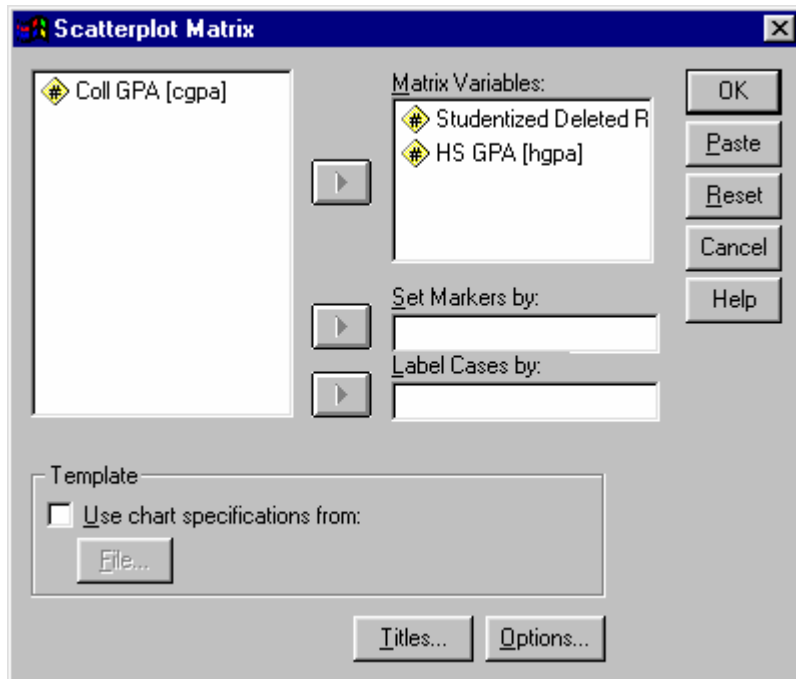 Scatterplot Matrix
Coll GPA [cgpa]
Matrix Variables:
# Studentized Deleted R
# HS GPA [hgpa]
OK
Paste
Reset
Cancel
Help
Set Markers by:
Label Cases by:
Template
Use chart specifications from:
File...
Titles...
Options...